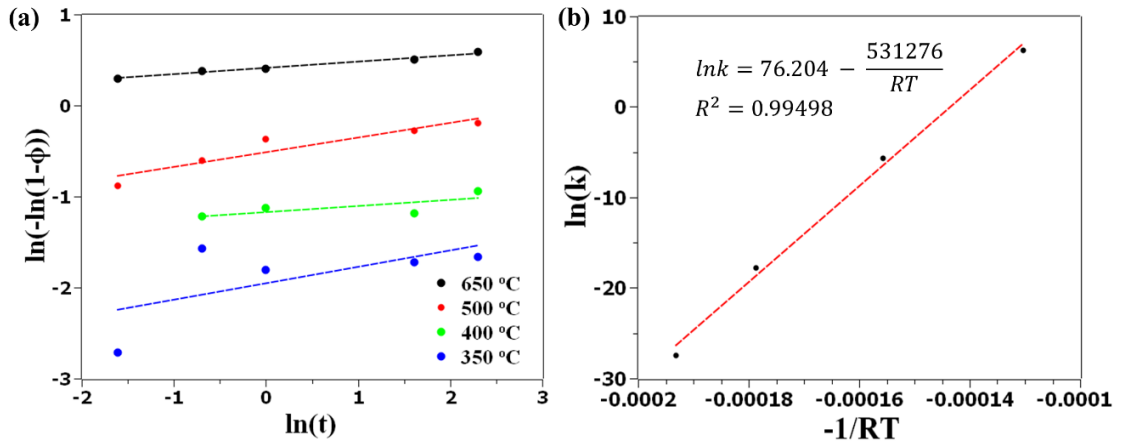 (a)
1
0
-1
-2
-3
ln(-ln(1-ϕ))
-2
-1
0
1
2
3
ln(t)
650 ºC
500 ºC
400 ºC
350 ºC
(b)
10
0
-10
-20
-30
ln(k)
lnk = 76.204 − 531276/RT
R² = 0.99498
-0.0002
-0.00018
-0.00016
-0.00014
-0.0001
-1/RT